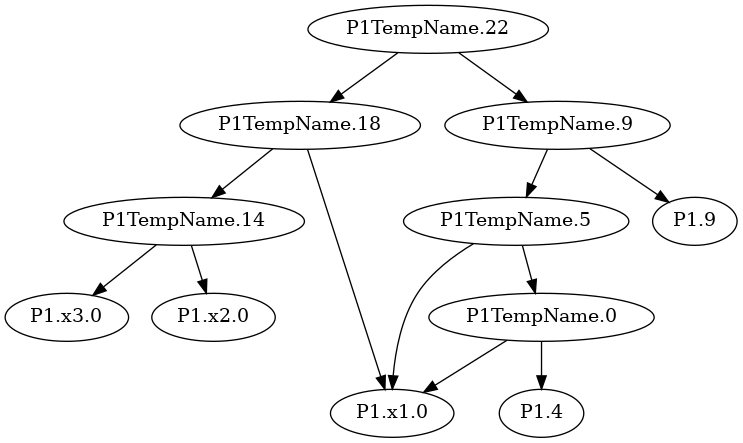 P1TempName.22
P1TempName.18
P1TempName.9
P1TempName.14
P1TempName.5
P1.9
P1.x3.0
P1.x2.0
P1TempName.0
P1.x1.0
P1.4